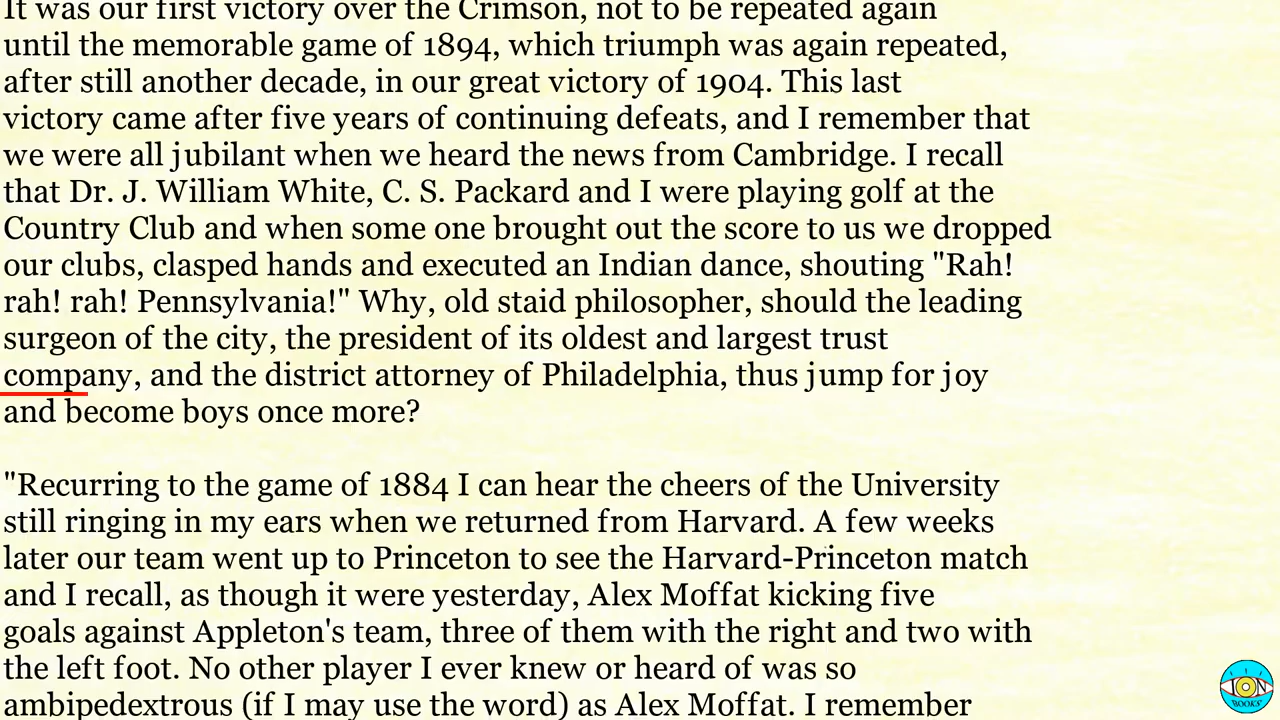 It was our first victory over the Crimson, not to be repeated again
until the memorable game of 1894, which triumph was again repeated,
after still another decade, in our great victory of 1904. This last
victory came after five years of continuing defeats, and I remember that
we were all jubilant when we heard the news from Cambridge. I recall
that Dr. J. William White, C. S. Packard and I were playing golf at the
Country Club and when some one brought out the score to us we dropped
our clubs, clasped hands and executed an Indian dance, shouting "Rah!
rah! rah! Pennsylvania!" Why, old staid philosopher, should the leading
surgeon of the city, the president of its oldest and largest trust
company, and the district attorney of Philadelphia, thus jump for joy
and become boys once more?
"Recurring to the game of 1884 I can hear the cheers of the University
still ringing in my ears when we returned from Harvard. A few weeks
later our team went up to Princeton to see the Harvard-Princeton match
and I recall, as though it were yesterday, Alex Moffat kicking five
goals against Appleton's team, three of them with the right and two with
the left foot. No other player I ever knew or heard of was so
ambipedextrous (if I may use the word) as Alex Moffat. I remember
ION
BOOKS